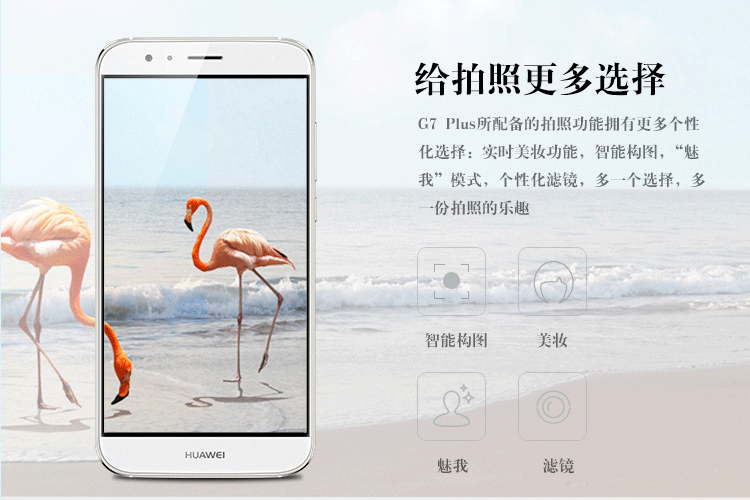 给拍照更多选择
G7 Plus所配备的拍照功能拥有更多个性
化选择：实时美妆功能，智能构图，“魅
我”模式，个性化滤镜，多一个选择，多
一份拍照的乐趣
智能构图
美妆
魅我
滤镜
HUAWEI